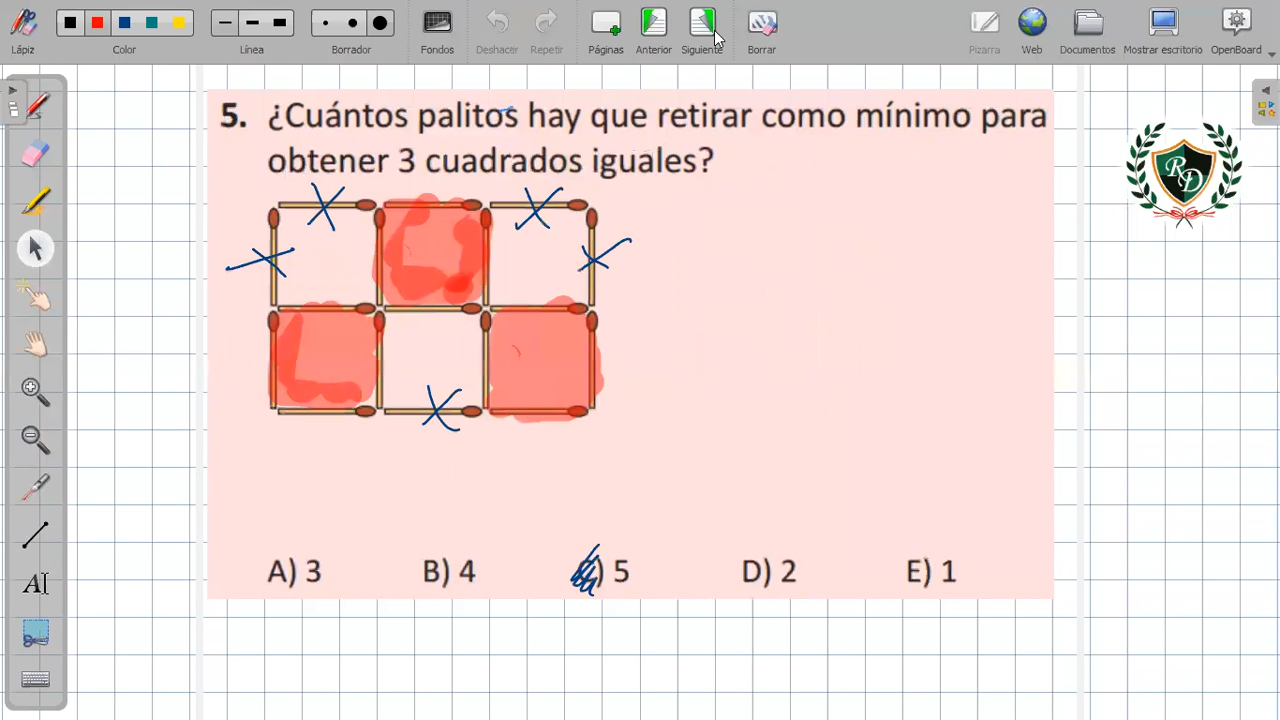 Lápiz Color Línea Borrador Fondos Deshacer Repetir Páginas Anterior Siguiente Borrar Pizarra Web Documentos Mostrar escritorio OpenBoard
5. ¿Cuántos palitos hay que retirar como mínimo para
obtener 3 cuadrados iguales?
RD
A) 3 B) 4 C) 5 D) 2 E) 1